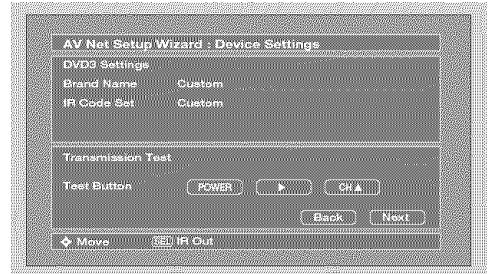 AV Net Setup Wizard : Device Settings
DVD3 Settings
Brand Name Custom
IR Code Set Custom
Transmission Test
Test Button POWER ▶ CH▲
Back Next
Move SEL IR Out